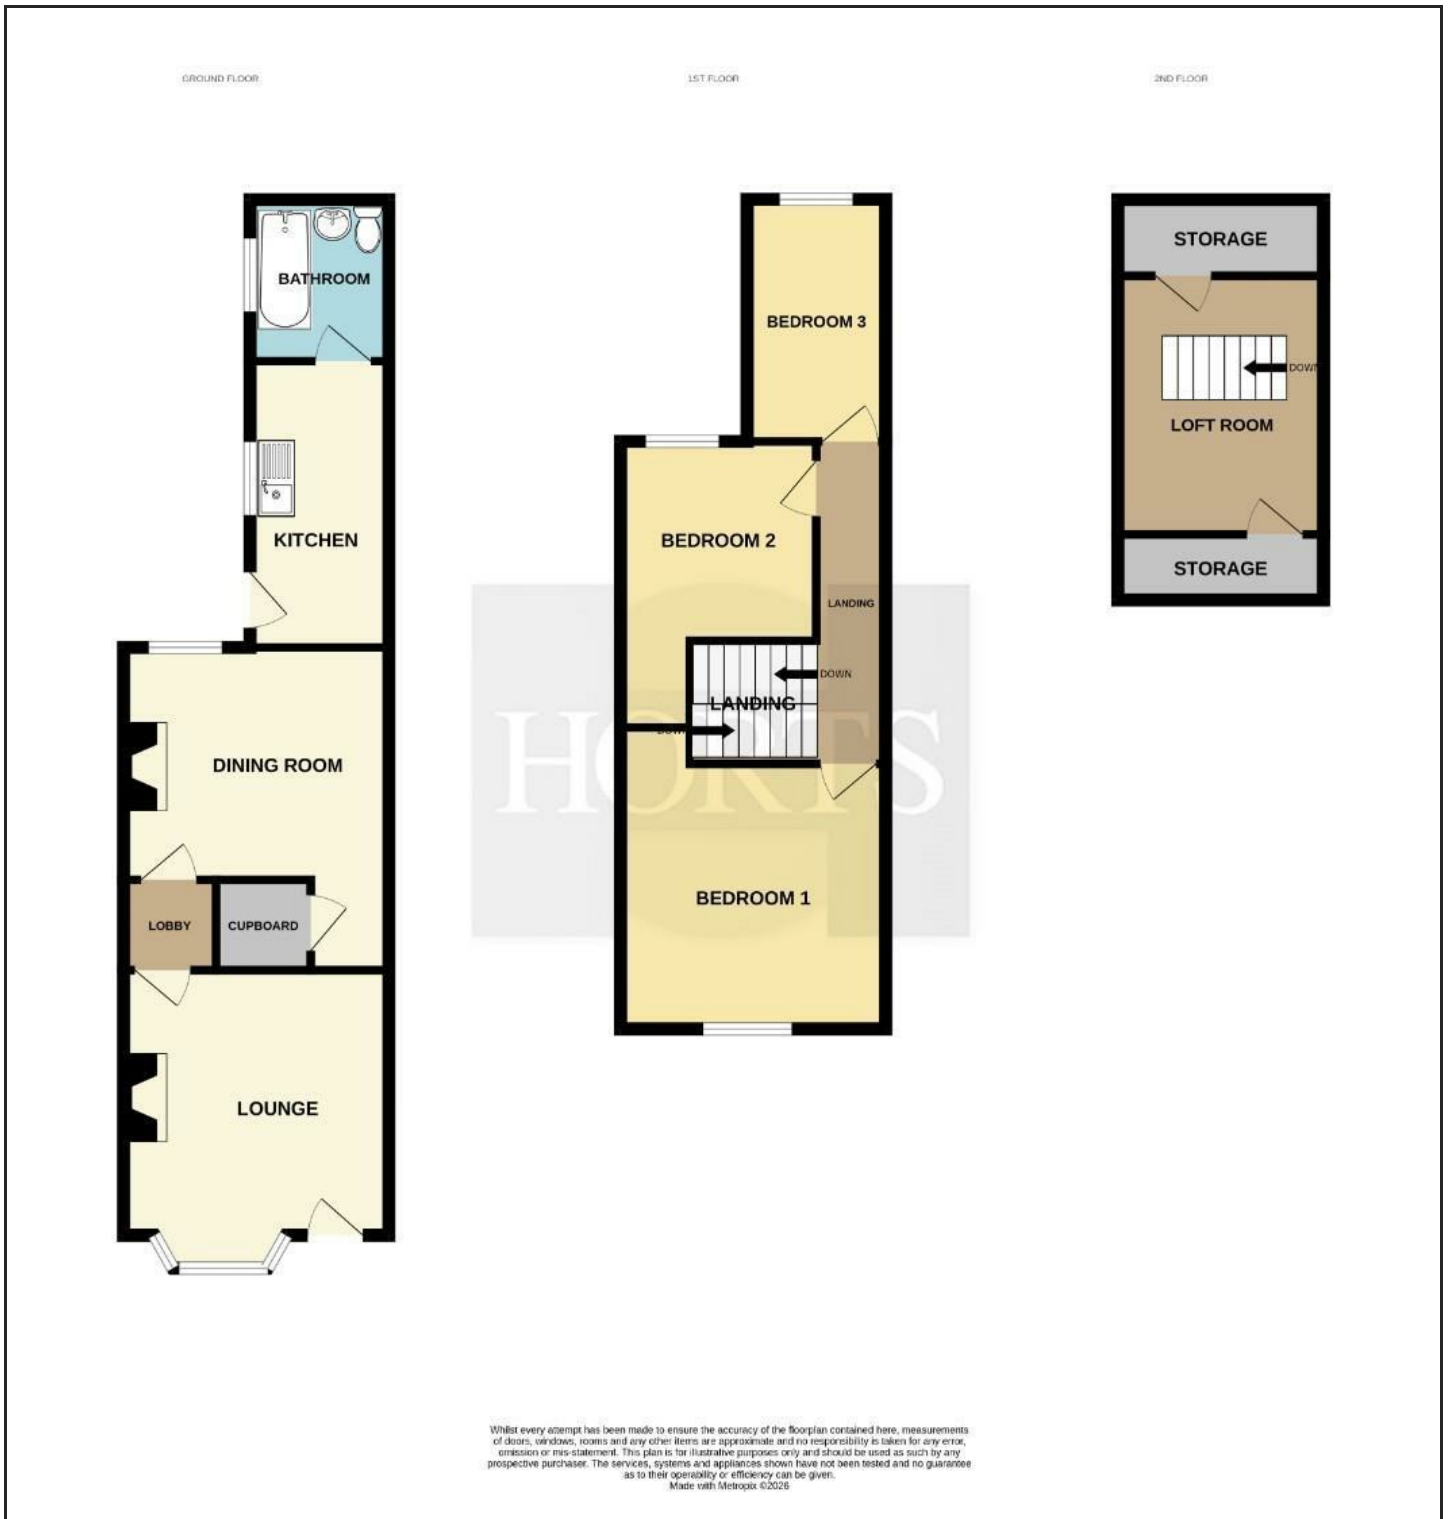 GROUND FLOOR
1ST FLOOR
2ND FLOOR
BATHROOM
KITCHEN
DINING ROOM
LOBBY
CUPBOARD
LOUNGE
BEDROOM 3
BEDROOM 2
LANDING
DOWN
LANDING
DOWN
BEDROOM 1
HORTS
STORAGE
DOWN
LOFT ROOM
STORAGE
Whilst every attempt has been made to ensure the accuracy of the floorplan contained here, measurements
of doors, windows, rooms and any other items are approximate and no responsibility is taken for any error,
omission or mis-statement. This plan is for illustrative purposes only and should be used as such by any
prospective purchaser. The services, systems and appliances shown have not been tested and no guarantee
as to their operability or efficiency can be given.
Made with Metropix ©2026